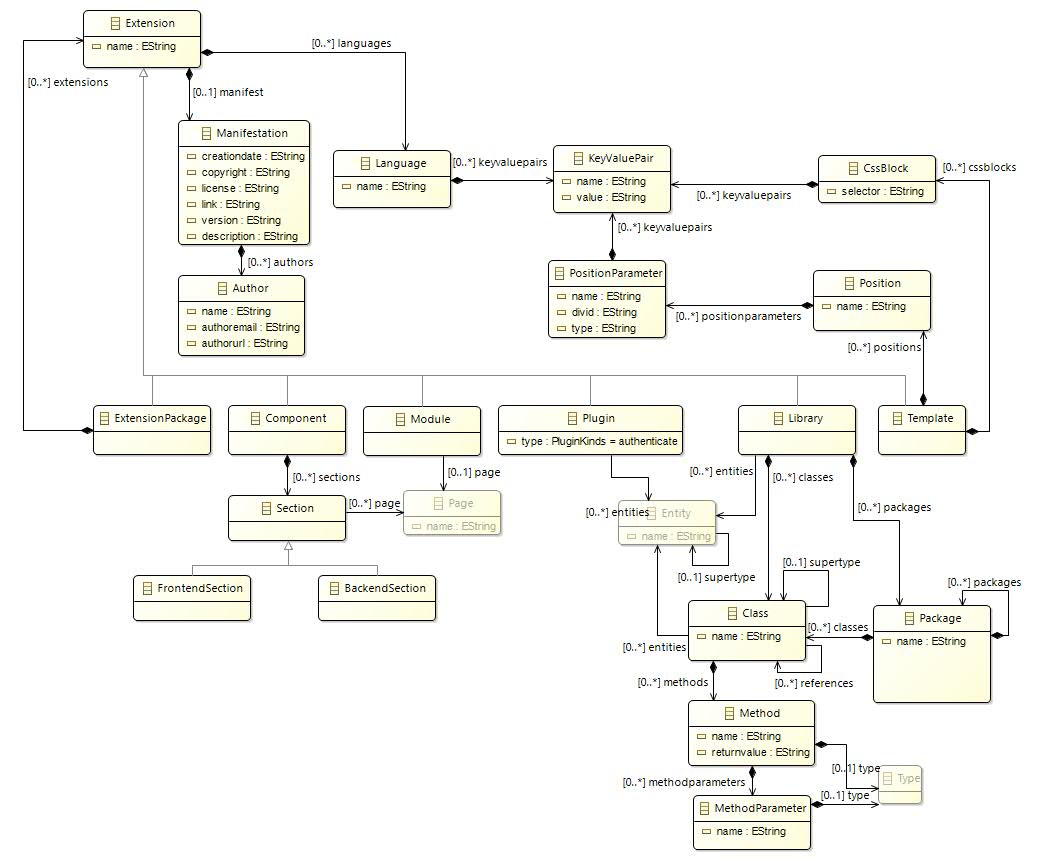 Extension
name : EString
[0..*] languages
[0..*] extensions
[0..1] manifest
Manifestation
creationdate : EString
copyright : EString
license : EString
link : EString
version : EString
description : EString
Language
name : EString
[0..*] keyvaluepairs
KeyValuePair
name : EString
value : EString
[0..*] keyvaluepairs
CssBlock
selector : EString
[0..*] cssblocks
[0..*] keyvaluepairs
[0..*] authors
Author
name : EString
authoremail : EString
authorurl : EString
PositionParameter
name : EString
divid : EString
type : EString
[0..*] positionparameters
Position
name : EString
[0..*] positions
ExtensionPackage
Component
Module
Plugin
type : PluginKinds = authenticate
Library
Template
[0..*] sections
[0..1] page
[0..*] entities
[0..*] classes
Section
[0..*] page
Page
name : EString
[0..*] entities
Entity
name : EString
[0..*] packages
[0..1] supertype
[0..1] supertype
FrontendSection
BackendSection
[0..*] packages
Class
name : EString
[0..*] classes
Package
name : EString
[0..*] entities
[0..*] methods
[0..*] references
Method
name : EString
returnvalue : EString
[0..1] type
Type
[0..*] methodparameters
[0..1] type
MethodParameter
name : EString